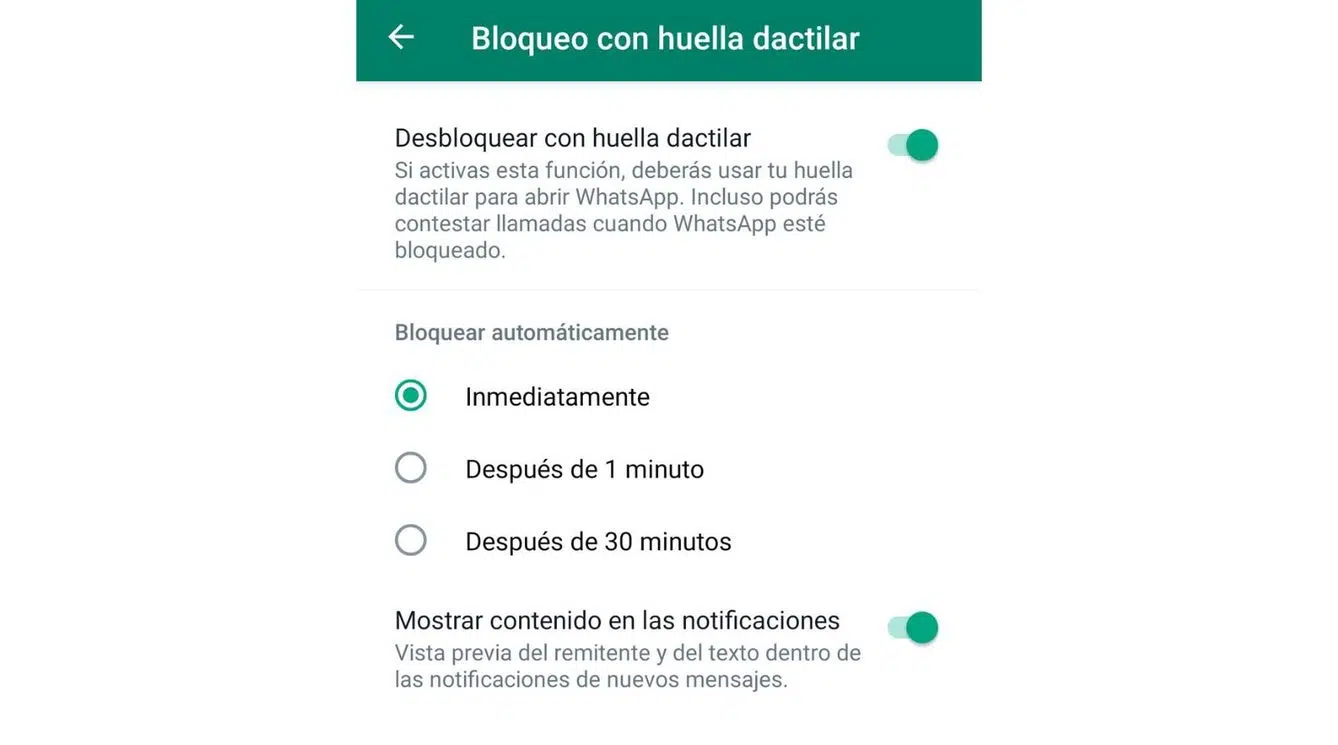 Bloqueo con huella dactilar
Desbloquear con huella dactilar
Si activas esta función, deberás usar tu huella
dactilar para abrir WhatsApp. Incluso podrás
contestar llamadas cuando WhatsApp esté
bloqueado.
Bloquear automáticamente
Inmediatamente
Después de 1 minuto
Después de 30 minutos
Mostrar contenido en las notificaciones
Vista previa del remitente y del texto dentro de
las notificaciones de nuevos mensajes.